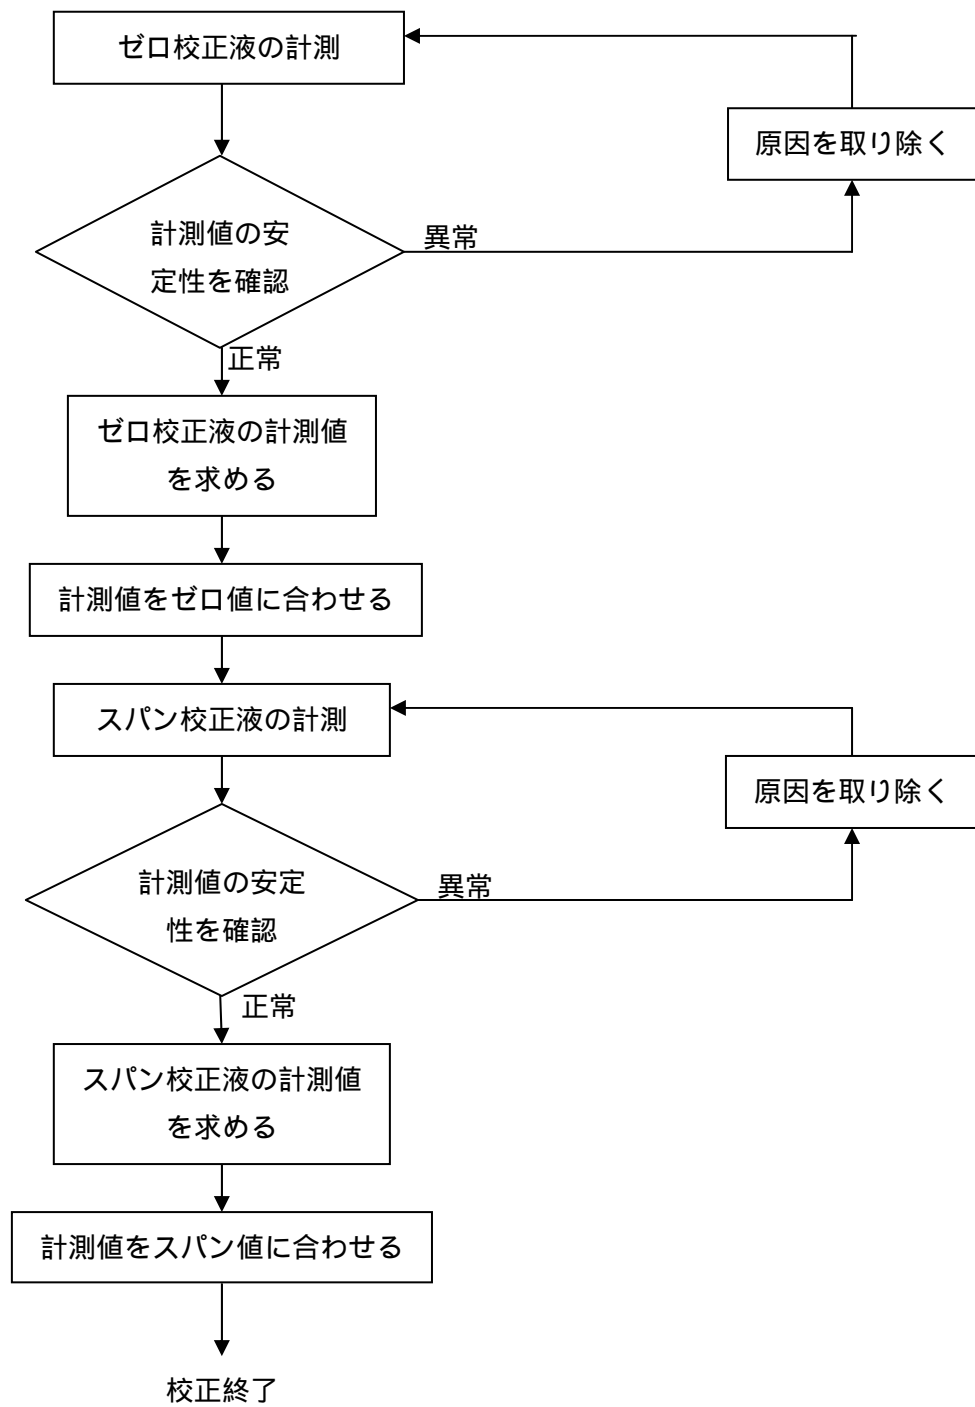 ゼロ校正液の計測
原因を取り除く
計測値の安
定性を確認
異常
正常
ゼロ校正液の計測値
を求める
計測値をゼロ値に合わせる
スパン校正液の計測
原因を取り除く
計測値の安定
性を確認
異常
正常
スパン校正液の計測値
を求める
計測値をスパン値に合わせる
校正終了